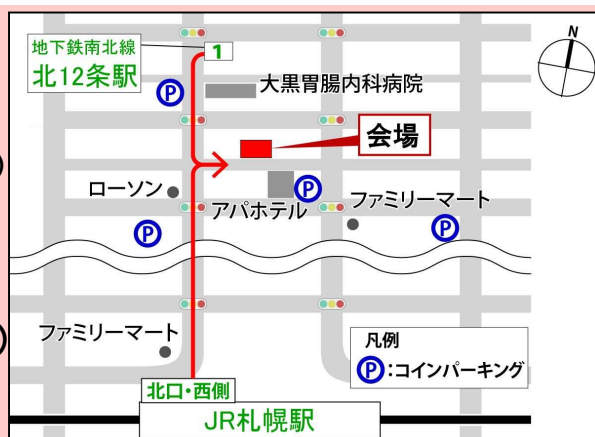 地下鉄南北線
北12条駅
1
N
P
大黒胃腸内科病院
会場
ローソン
P
アパホテル
P
ファミリーマート
P
ファミリーマート
凡例
P:コインパーキング
北口・西側
JR札幌駅